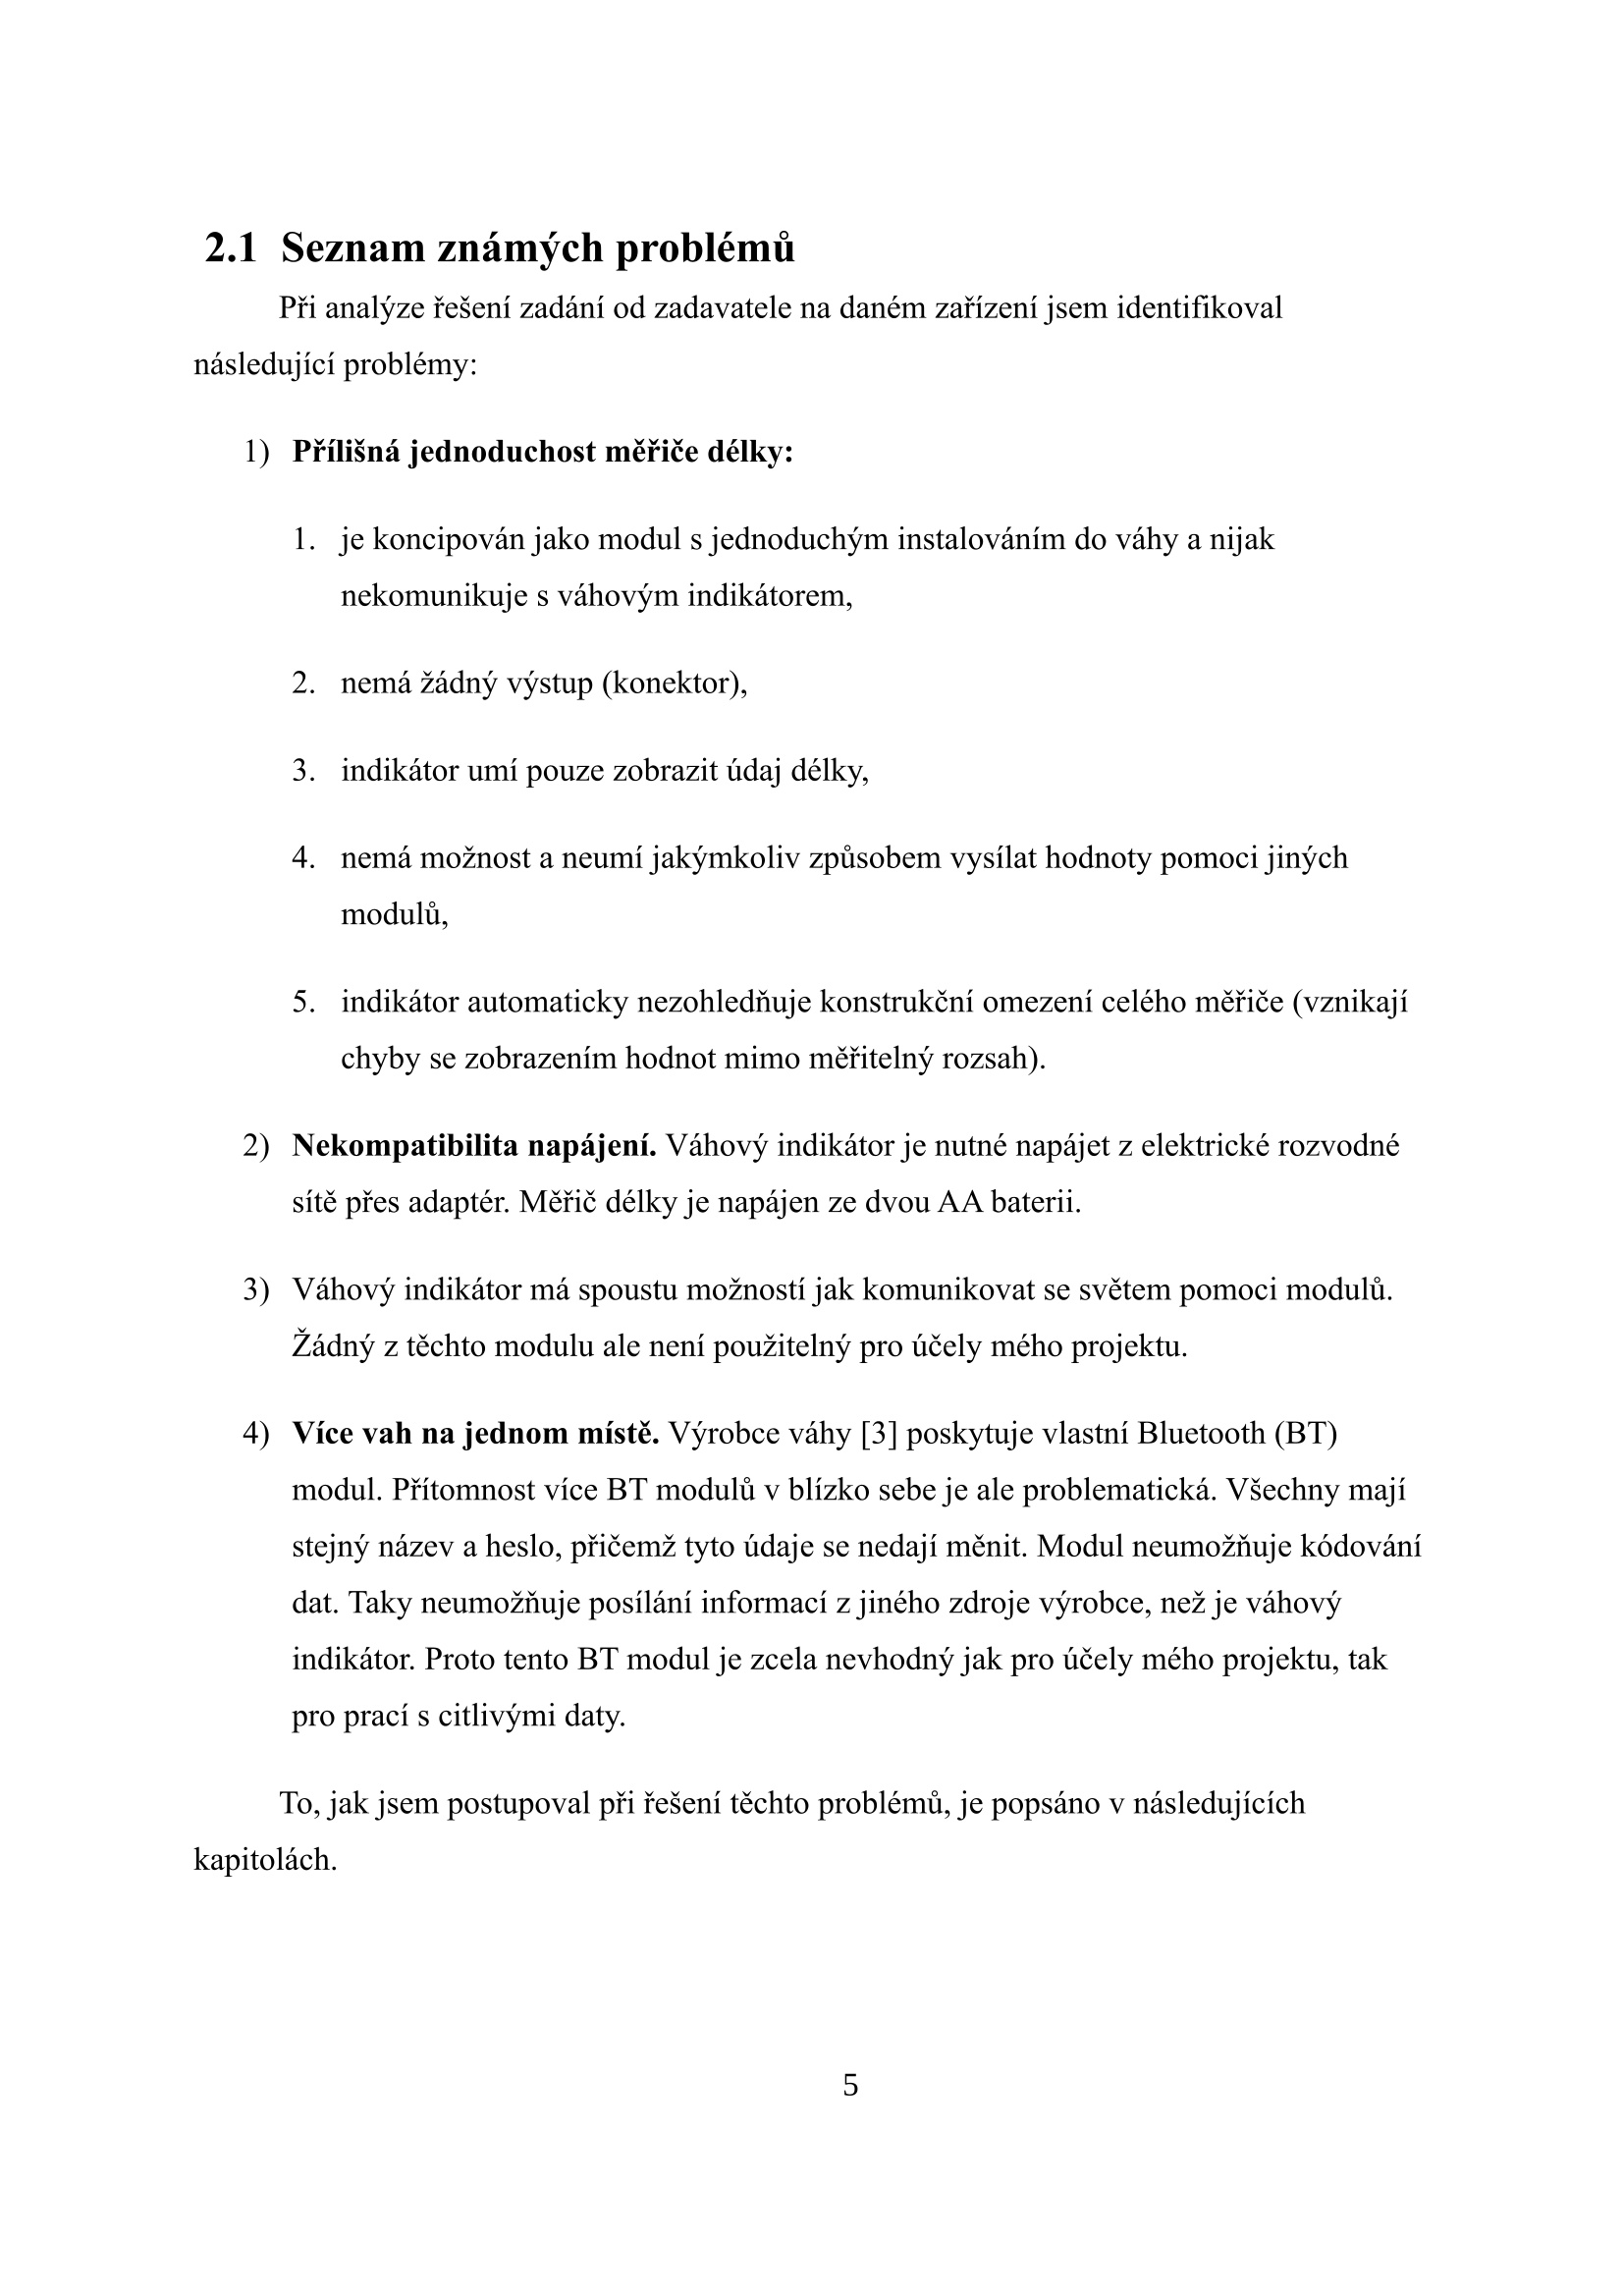 2.1 Seznam známých problémů
Při analýze řešení zadání od zadavatele na daném zařízení jsem identifikoval
následující problémy:
1) Přílišná jednoduchost měřiče délky:
1. je koncipován jako modul s jednoduchým instalováním do váhy a nijak
nekomunikuje s váhovým indikátorem,
2. nemá žádný výstup (konektor),
3. indikátor umí pouze zobrazit údaj délky,
4. nemá možnost a neumí jakýmkoliv způsobem vysílat hodnoty pomoci jiných
modulů,
5. indikátor automaticky nezohledňuje konstrukční omezení celého měřiče (vznikají
chyby se zobrazením hodnot mimo měřitelný rozsah).
2) Nekompatibilita napájení. Váhový indikátor je nutné napájet z elektrické rozvodné
sítě přes adaptér. Měřič délky je napájen ze dvou AA baterii.
3) Váhový indikátor má spoustu možností jak komunikovat se světem pomoci modulů.
Žádný z těchto modulu ale není použitelný pro účely mého projektu.
4) Více vah na jednom místě. Výrobce váhy [3] poskytuje vlastní Bluetooth (BT)
modul. Přítomnost více BT modulů v blízko sebe je ale problematická. Všechny mají
stejný název a heslo, přičemž tyto údaje se nedají měnit. Modul neumožňuje kódování
dat. Taky neumožňuje posílání informací z jiného zdroje výrobce, než je váhový
indikátor. Proto tento BT modul je zcela nevhodný jak pro účely mého projektu, tak
pro prací s citlivými daty.
To, jak jsem postupoval při řešení těchto problémů, je popsáno v následujících
kapitolách.
5